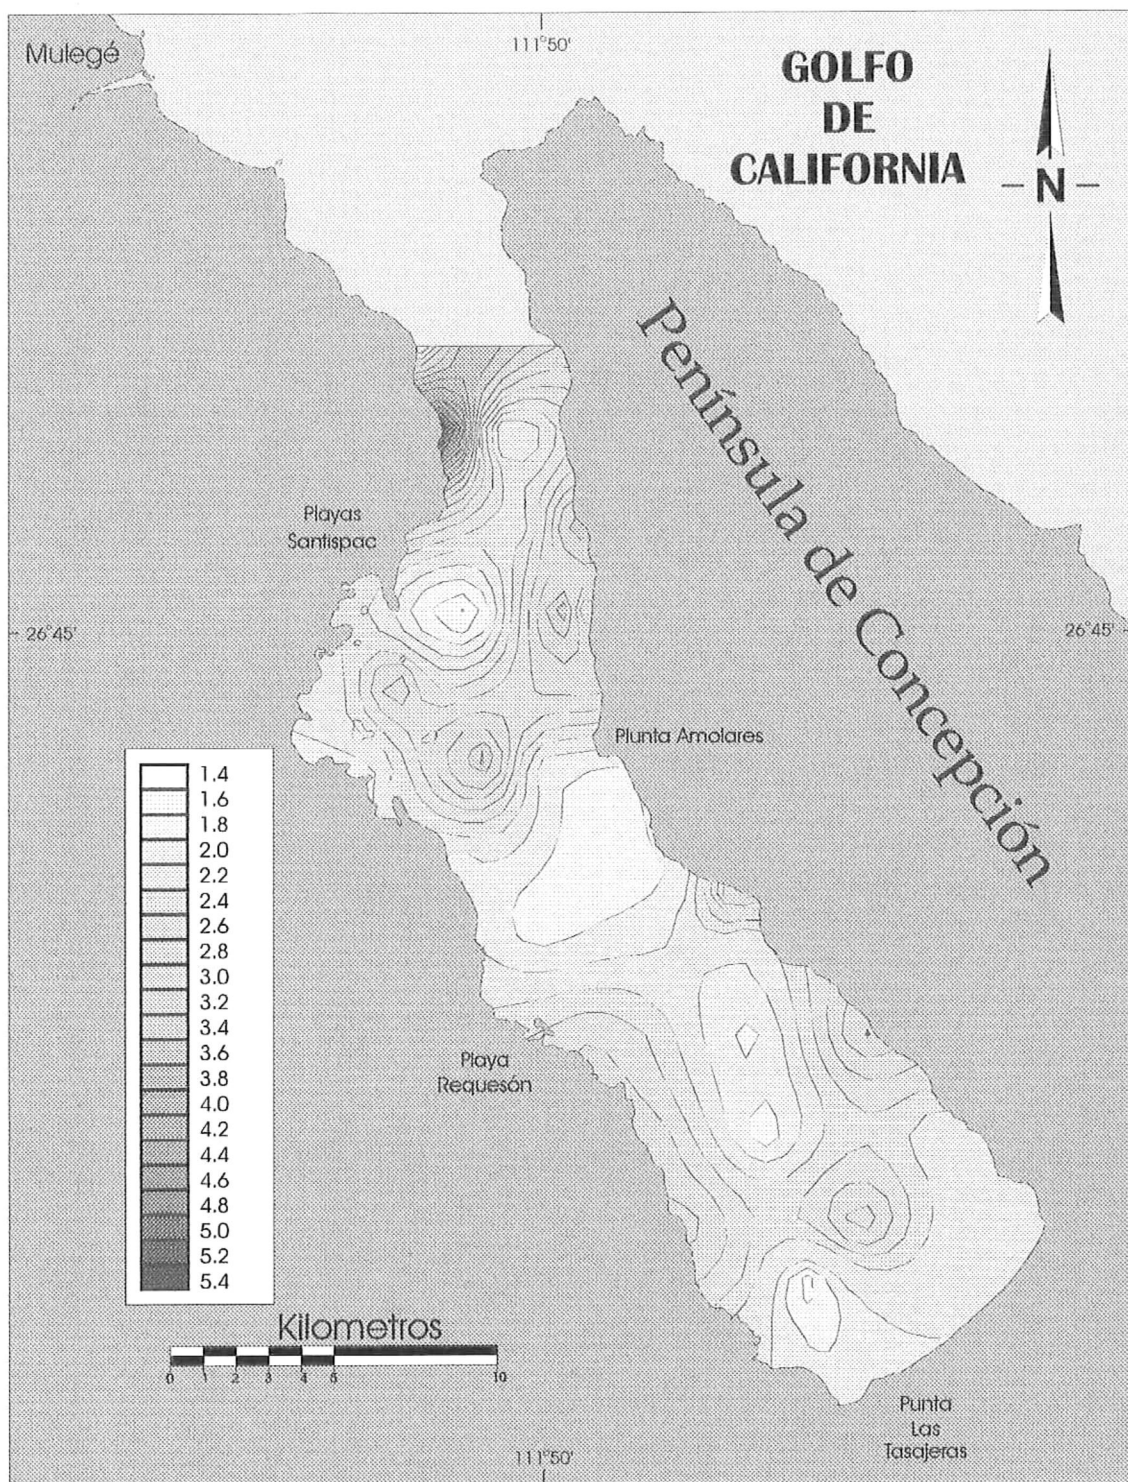 111°50'
Mulegé
GOLFO
DE
CALIFORNIA
N
Península de Concepción
Playas
Santispac
26°45'
26°45'
Plunta Amolares
1.4
1.6
1.8
2.0
2.2
2.4
2.6
2.8
3.0
3.2
3.4
3.6
3.8
4.0
4.2
4.4
4.6
4.8
5.0
5.2
5.4
Playa
Requesón
Kilometros
0 1 2 3 4 5 10
Punta
Las
Tasajeras
111°50'